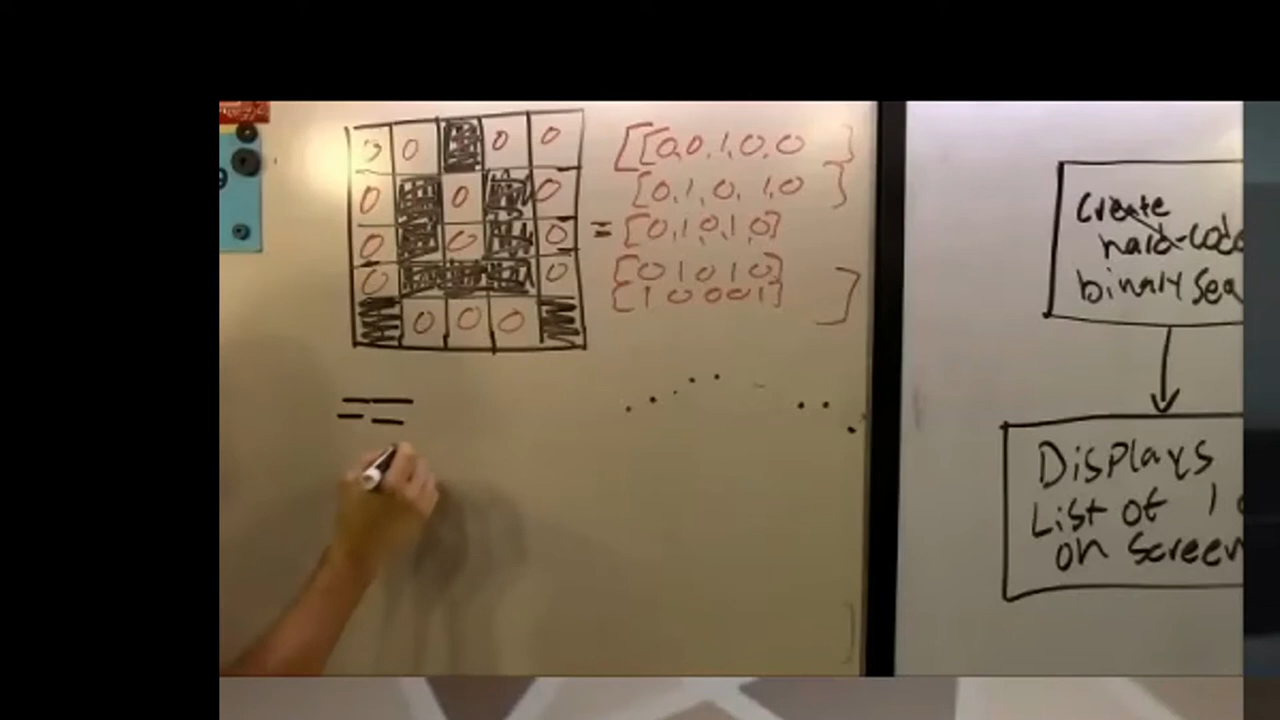 0 0 0 0
0 0 0
0 0 0
0 0
0 0 0
=
[[0,0,1,0,0]
[0,1,0,1,0]
[0,1,0,1,0]
[0 1 0 1 0]
[1 0 0 0 1]
]
Create
hard-code
binary Seq
Displays
List of 1
on screen